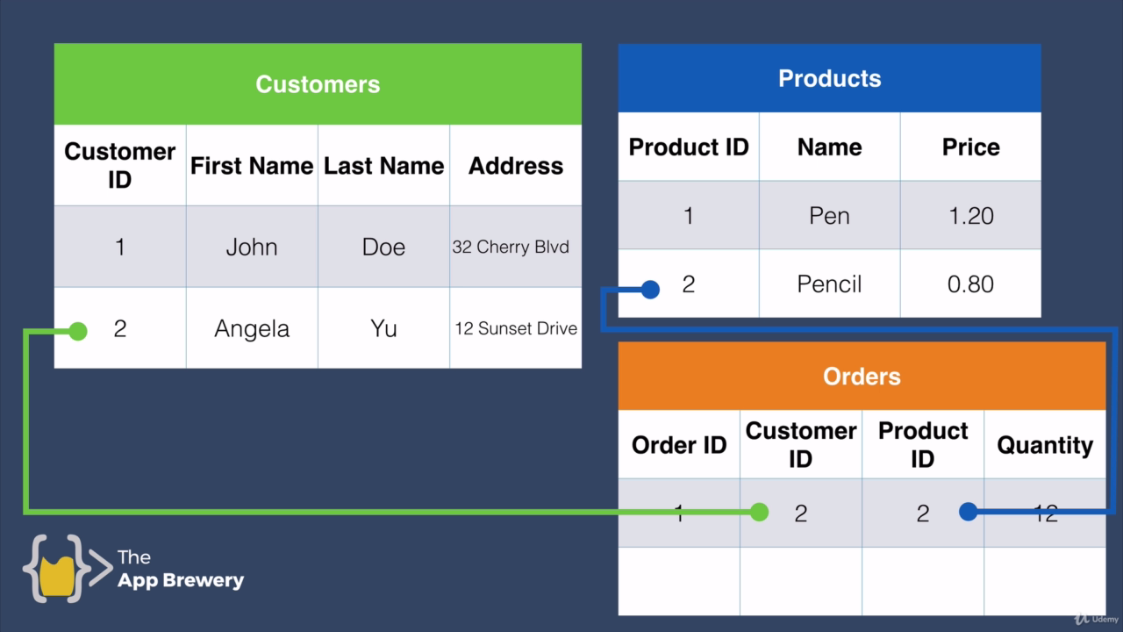 Customers
Customer ID First Name Last Name Address
1 John Doe 32 Cherry Blvd
2 Angela Yu 12 Sunset Drive
Products
Product ID Name Price
1 Pen 1.20
2 Pencil 0.80
Orders
Order ID Customer ID Product ID Quantity
1 2 2 12
The
App Brewery
Udemy